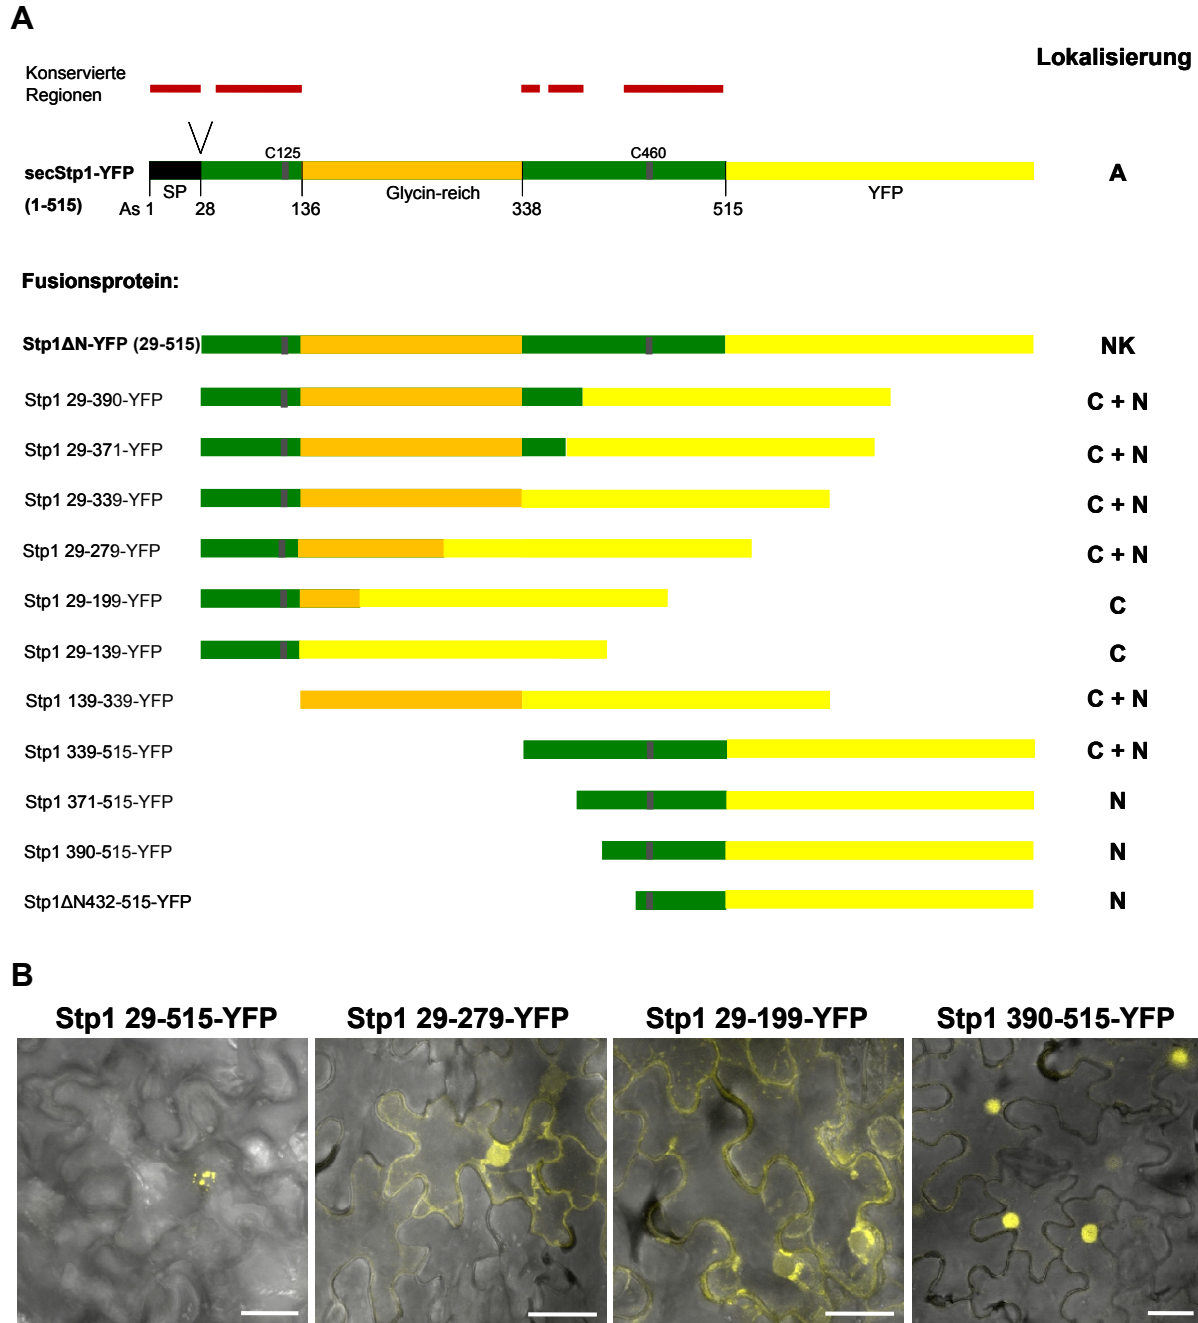 A
Lokalisierung
Konservierte
Regionen
C125 C460
secStp1-YFP A
SP Glycin-reich YFP
(1-515) As 1 28 136 338 515
Fusionsprotein:
Stp1ΔN-YFP (29-515) NK
Stp1 29-390-YFP C + N
Stp1 29-371-YFP C + N
Stp1 29-339-YFP C + N
Stp1 29-279-YFP C + N
Stp1 29-199-YFP C
Stp1 29-139-YFP C
Stp1 139-339-YFP C + N
Stp1 339-515-YFP C + N
Stp1 371-515-YFP N
Stp1 390-515-YFP N
Stp1ΔN432-515-YFP N
B
Stp1 29-515-YFP Stp1 29-279-YFP Stp1 29-199-YFP Stp1 390-515-YFP